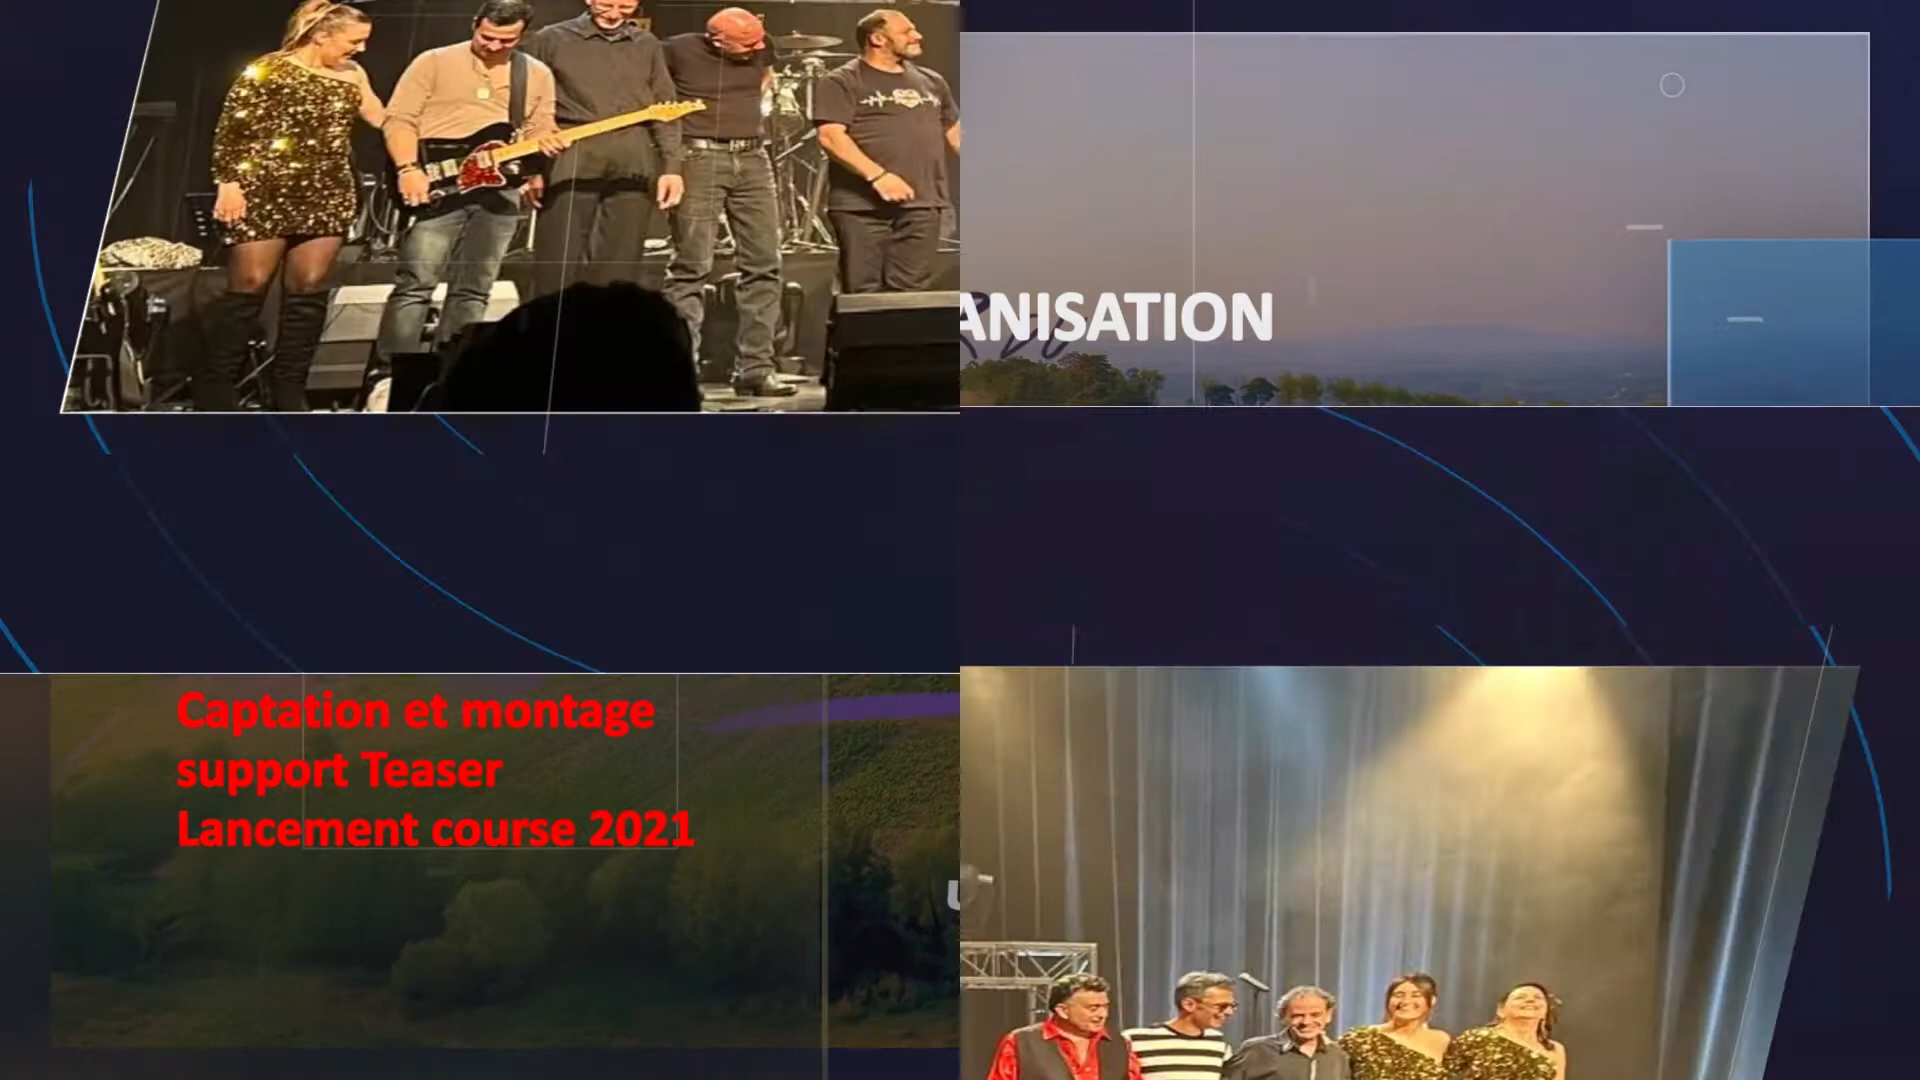 ANISATION
Captation et montage
support Teaser
Lancement course 2021